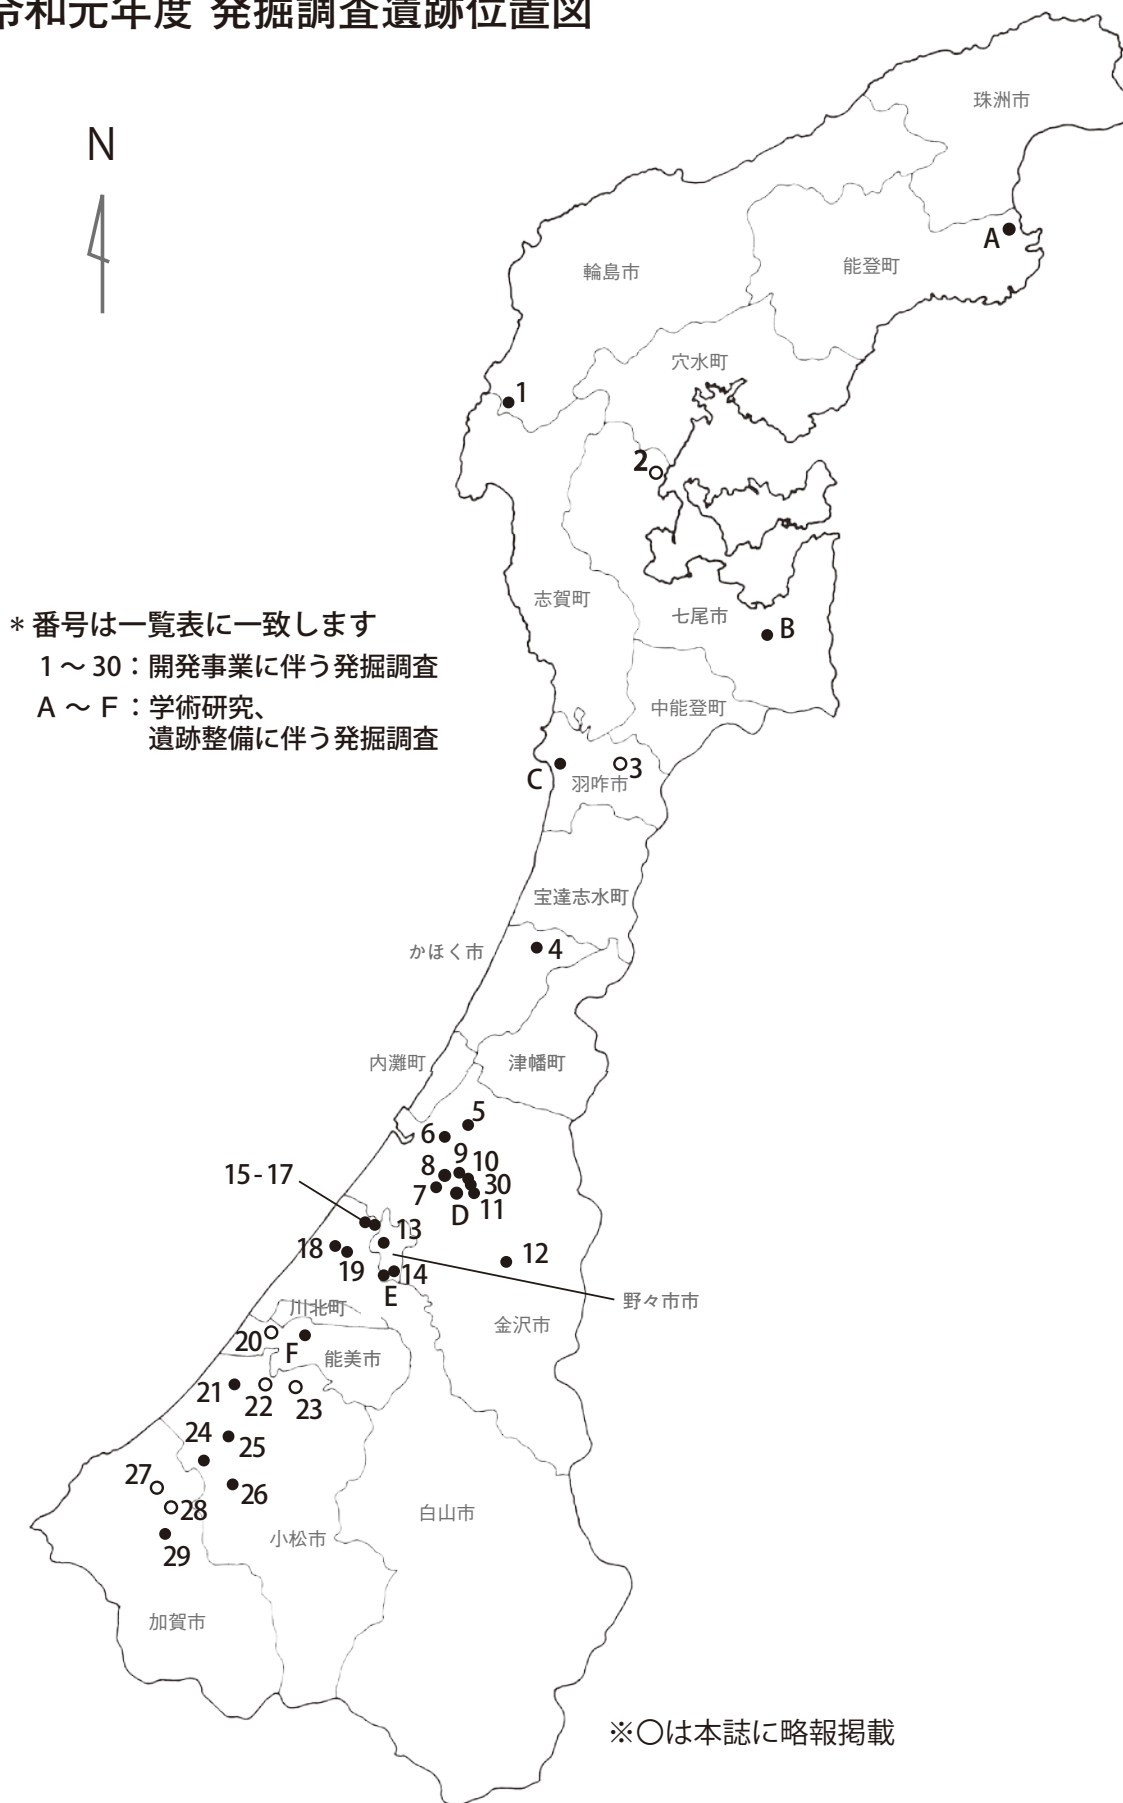 令和元年度 発掘調査遺跡位置図
N
珠洲市
A
能登町
輪島市
穴水町
1
2
志賀町
七尾市
B
*番号は一覧表に一致します
1～30：開発事業に伴う発掘調査
A ～ F：学術研究、
遺跡整備に伴う発掘調査
中能登町
C
3
羽咋市
宝達志水町
かほく市
4
内灘町
津幡町
5
6
9
10
8
30
7
D
11
15-17
13
18
19
14
12
E
野々市市
川北町
金沢市
20
F
能美市
21
22
23
24
25
27
26
28
白山市
小松市
29
加賀市
※○は本誌に略報掲載